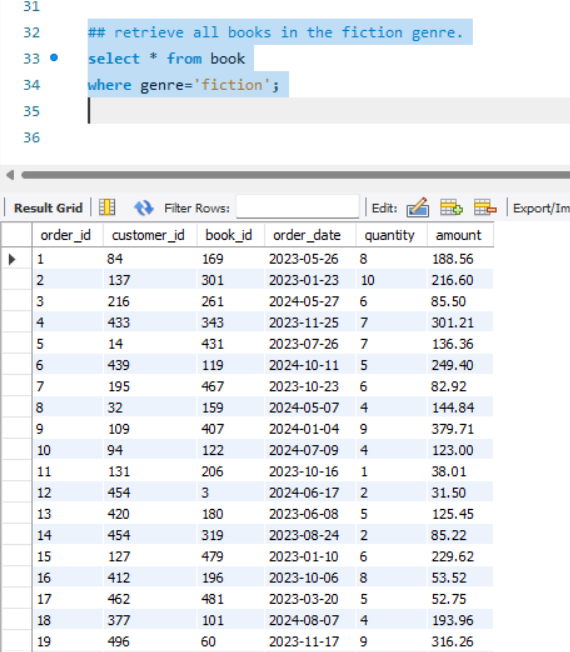 31
32 ## retrieve all books in the fiction genre.
33 select * from book
34 where genre='fiction';
35
36
Result Grid Filter Rows: Edit: Export/Im
order_id customer_id book_id order_date quantity amount
1 84 169 2023-05-26 8 188.56
2 137 301 2023-01-23 10 216.60
3 216 261 2024-05-27 6 85.50
4 433 343 2023-11-25 7 301.21
5 14 431 2023-07-26 7 136.36
6 439 119 2024-10-11 5 249.40
7 195 467 2023-10-23 6 82.92
8 32 159 2024-05-07 4 144.84
9 109 407 2024-01-04 9 379.71
10 94 122 2024-07-09 4 123.00
11 131 206 2023-10-16 1 38.01
12 454 3 2024-06-17 2 31.50
13 420 180 2023-06-08 5 125.45
14 454 319 2023-08-24 2 85.22
15 127 479 2023-01-10 6 229.62
16 412 196 2023-10-06 8 53.52
17 462 481 2023-03-20 5 52.75
18 377 101 2024-08-07 4 193.96
19 496 60 2023-11-17 9 316.26